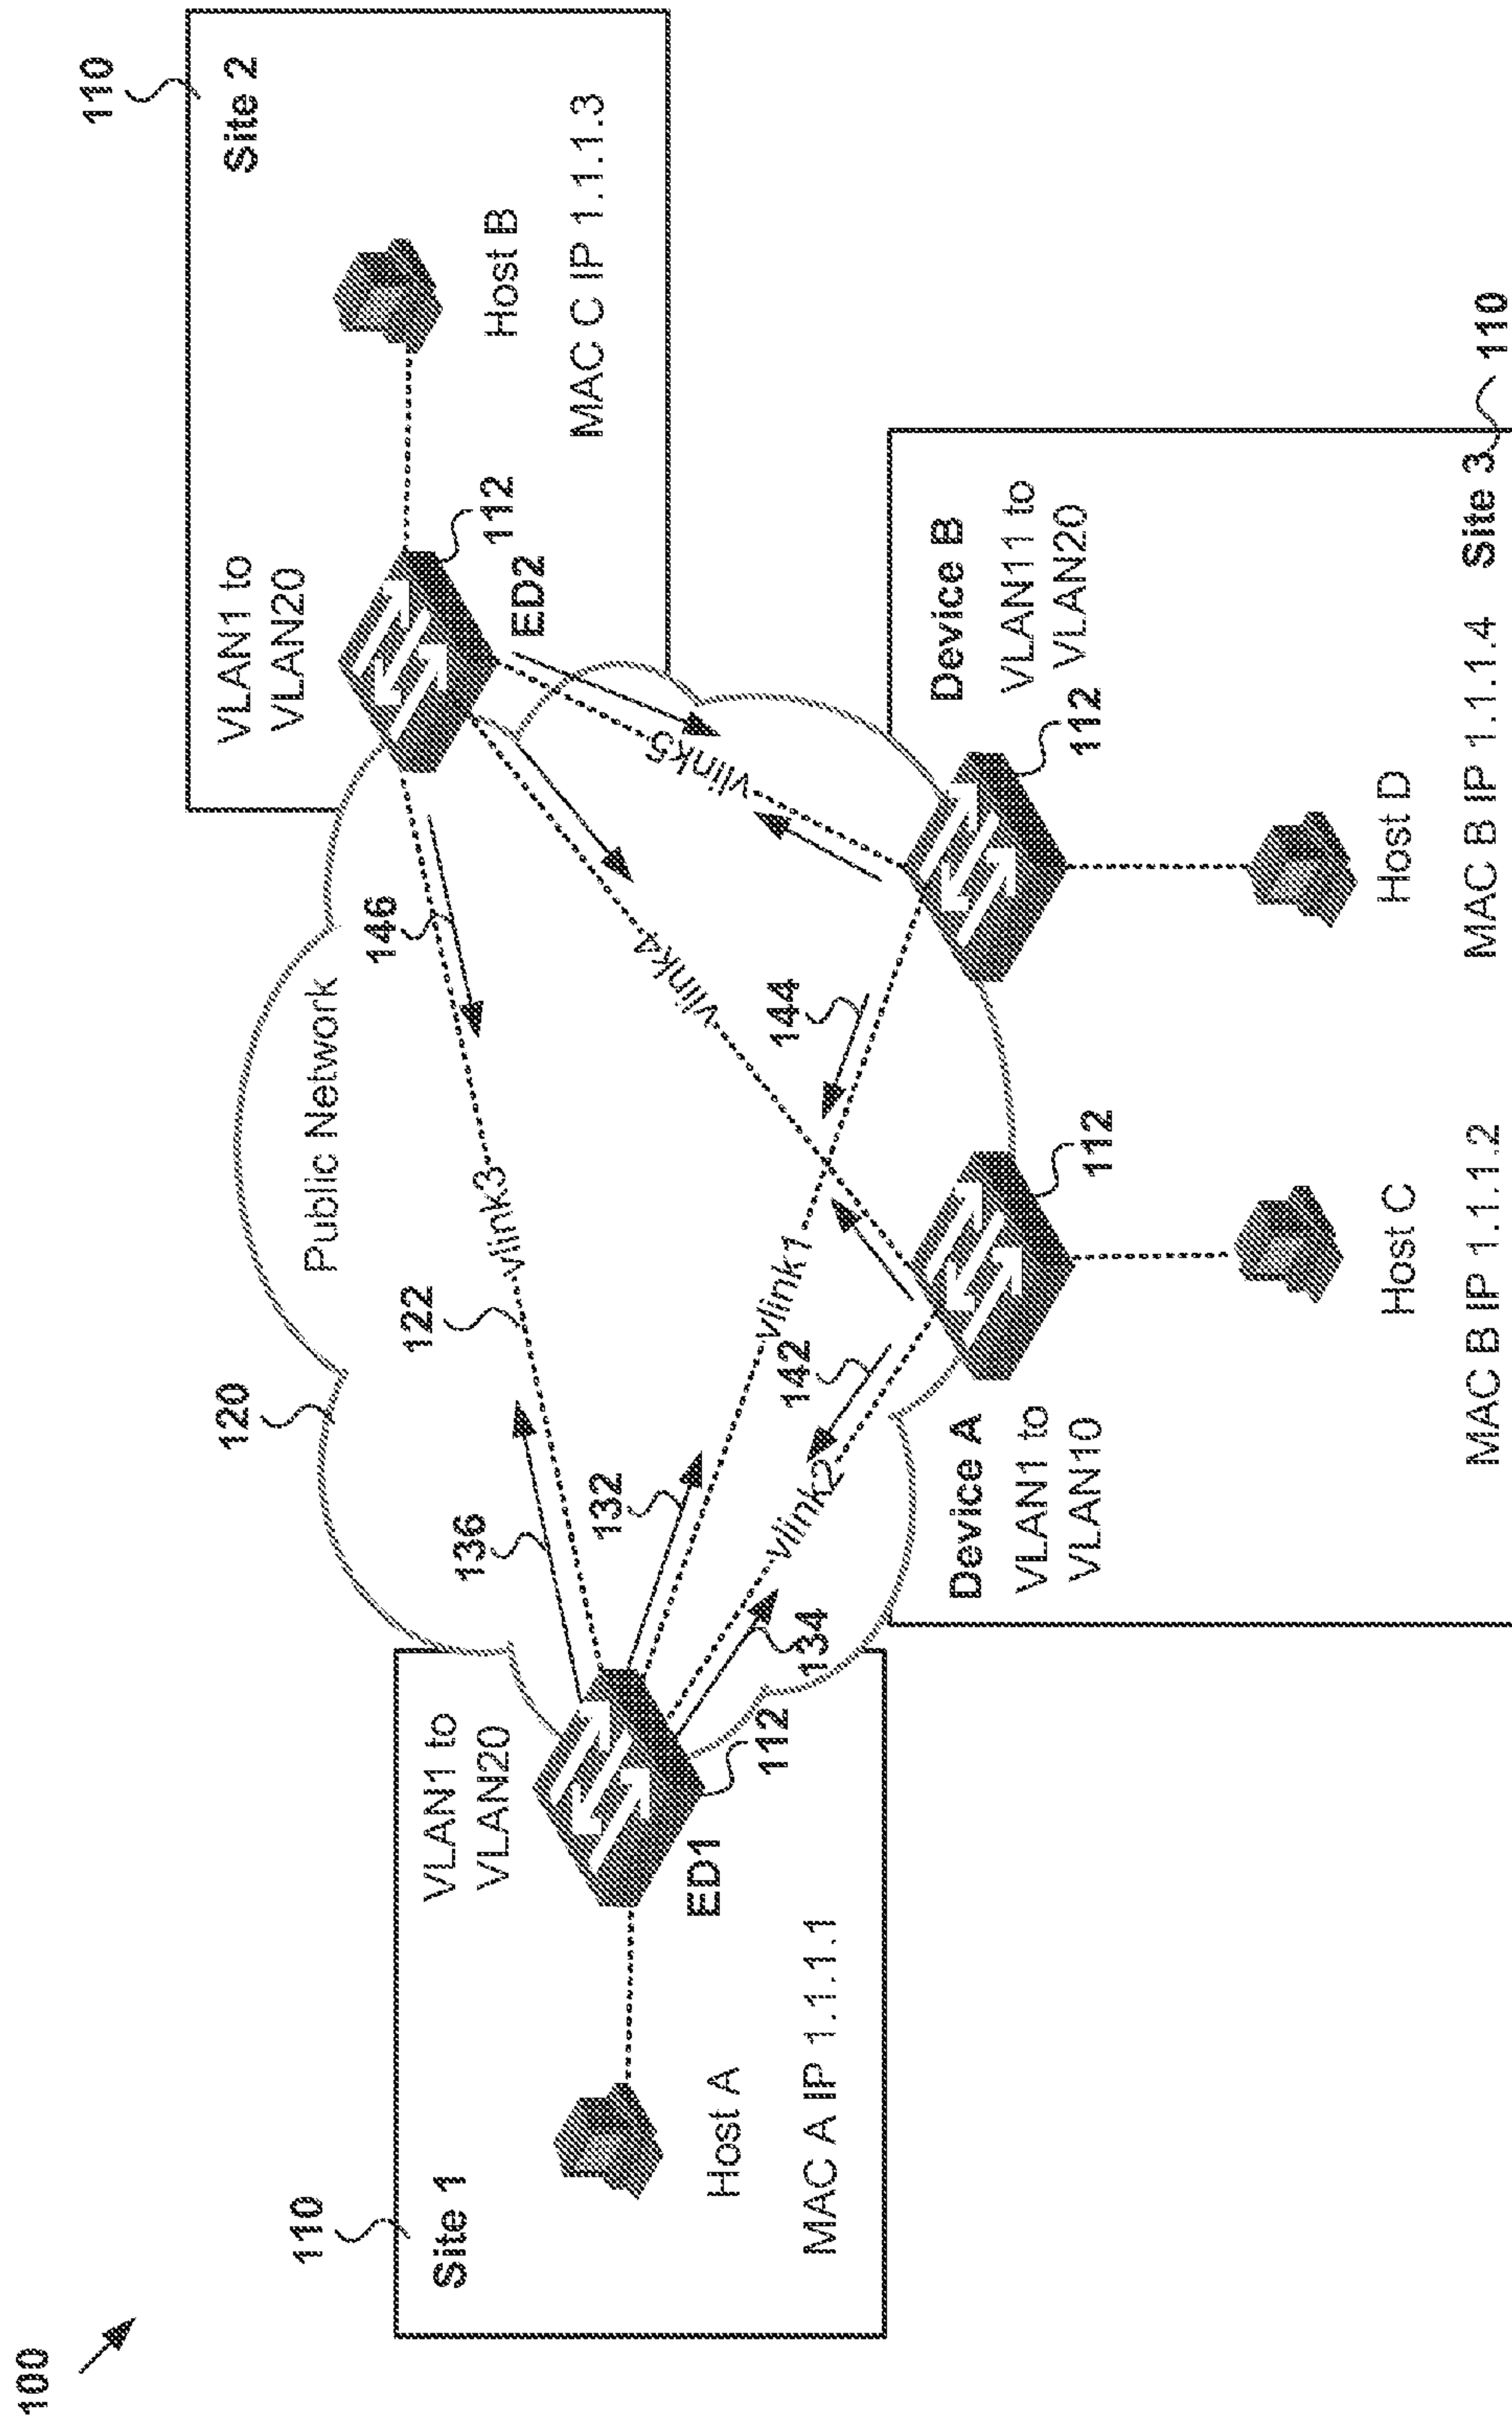 100
110
Site 1
Host A
MAC A IP 1.1.1.1
VLAN1 to
VLAN20
ED1
112
120
Public Network
136
122
vlink3
146
132
vlink1
144
134
vlink2
142
vlink4
vlink5
110
Site 2
VLAN1 to
VLAN20
112
ED2
Host B
MAC C IP 1.1.1.3
Device A
VLAN1 to
VLAN10
112
Host C
MAC B IP 1.1.1.2
Device B
VLAN11 to
VLAN20
112
Host D
MAC B IP 1.1.1.4
Site 3
110